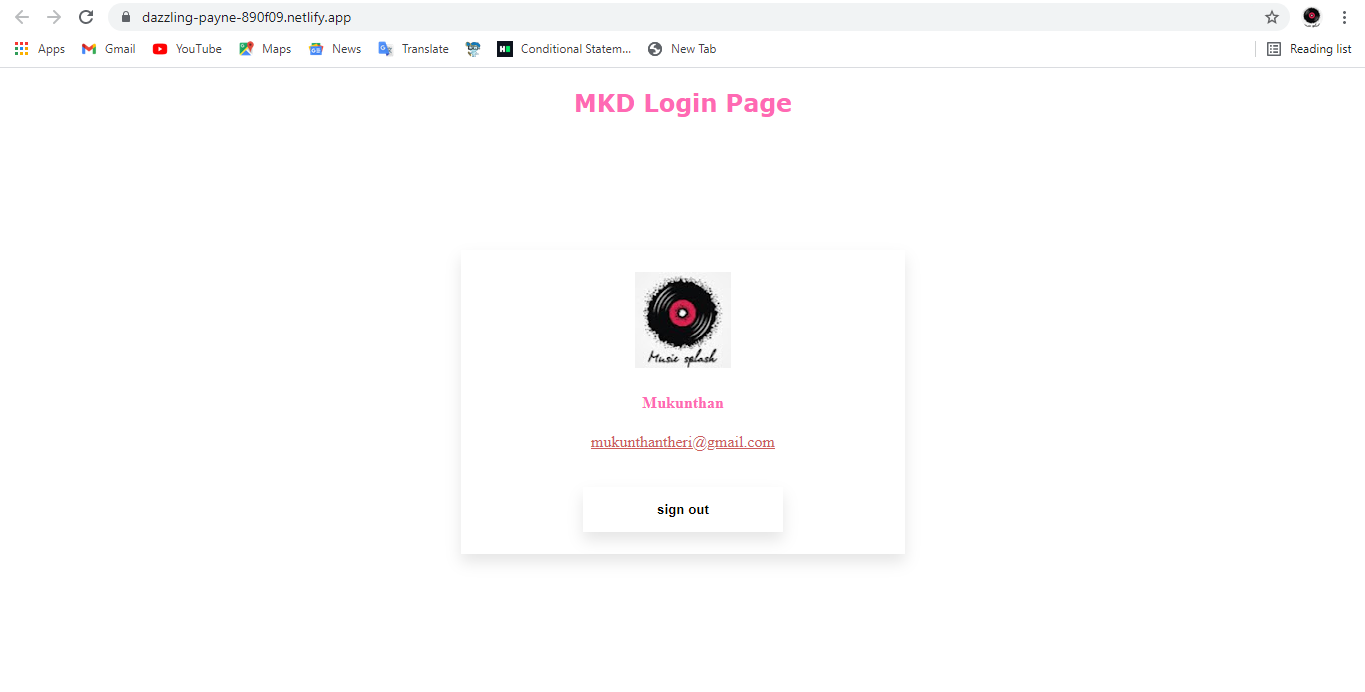 dazzling-payne-890f09.netlify.app
Apps Gmail YouTube Maps News Translate Conditional Statem... New Tab Reading list
MKD Login Page
Music splash
Mukunthan
mukunthantheri@gmail.com
sign out